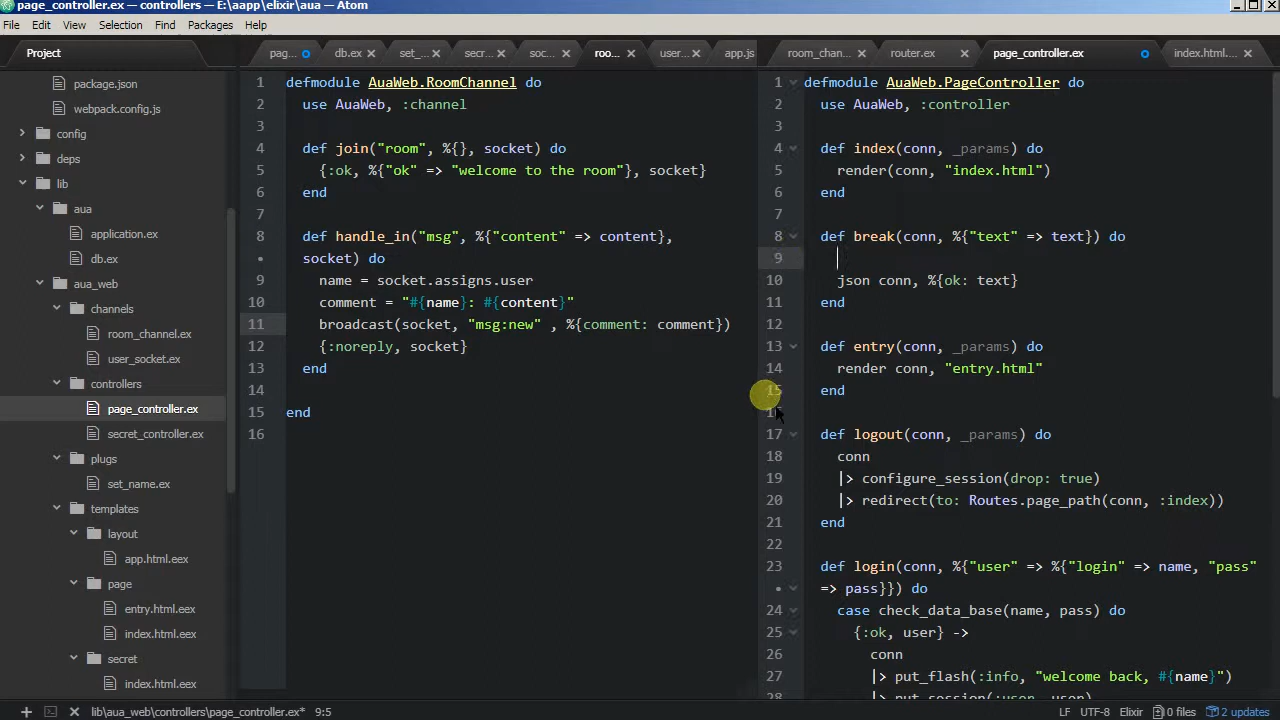 page_controller.ex — controllers — E:\aapp\elixir\aua — Atom
File Edit View Selection Find Packages Help
Project
pag... db.ex set_... secr... soc... roo... user... app.js room_chan... router.ex page_controller.ex index.html...
package.json
webpack.config.js
config
deps
lib
aua
application.ex
db.ex
aua_web
channels
room_channel.ex
user_socket.ex
controllers
page_controller.ex
secret_controller.ex
plugs
set_name.ex
templates
layout
app.html.eex
page
entry.html.eex
index.html.eex
secret
index.html.eex
1 defmodule AuaWeb.RoomChannel do
2 use AuaWeb, :channel
3
4 def join("room", %{}, socket) do
5 {:ok, %{"ok" => "welcome to the room"}, socket}
6 end
7
8 def handle_in("msg", %{"content" => content},
• socket) do
9 name = socket.assigns.user
10 comment = "#{name}: #{content}"
11 broadcast(socket, "msg:new" , %{comment: comment})
12 {:noreply, socket}
13 end
14
15 end
16
1 defmodule AuaWeb.PageController do
2 use AuaWeb, :controller
3
4 def index(conn, _params) do
5 render(conn, "index.html")
6 end
7
8 def break(conn, %{"text" => text}) do
9
10 json conn, %{ok: text}
11 end
12
13 def entry(conn, _params) do
14 render conn, "entry.html"
15 end
16
17 def logout(conn, _params) do
18 conn
19 |> configure_session(drop: true)
20 |> redirect(to: Routes.page_path(conn, :index))
21 end
22
23 def login(conn, %{"user" => %{"login" => name, "pass"
• => pass}}) do
24 case check_data_base(name, pass) do
25 {:ok, user} ->
26 conn
27 |> put_flash(:info, "welcome back, #{name}")
28 |> put_session(:user, user)
lib\aua_web\controllers\page_controller.ex* 9:5 LF UTF-8 Elixir 0 files 2 updates